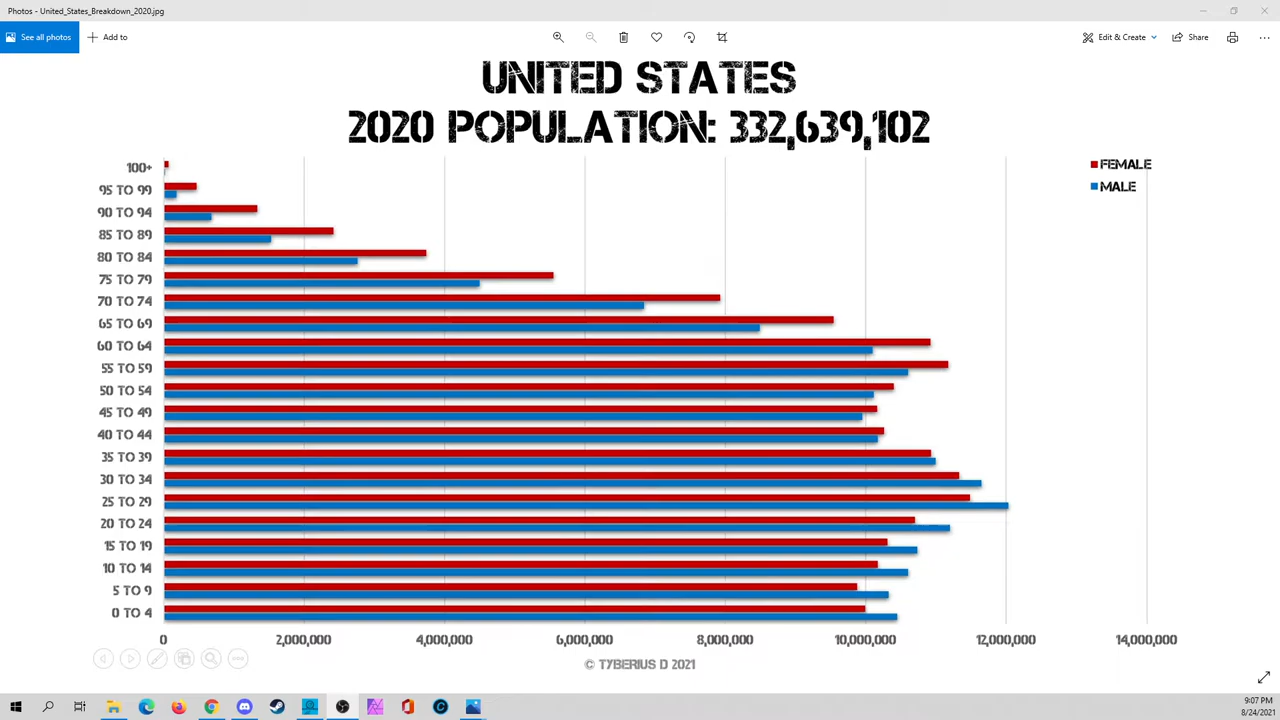 Photos - United_States_Breakdown_2020.jpg
See all photos
Add to
Edit & Create
Share
UNITED STATES
2020 POPULATION: 332,639,102
FEMALE
MALE
100+
95 TO 99
90 TO 94
85 TO 89
80 TO 84
75 TO 79
70 TO 74
65 TO 69
60 TO 64
55 TO 59
50 TO 54
45 TO 49
40 TO 44
35 TO 39
30 TO 34
25 TO 29
20 TO 24
15 TO 19
10 TO 14
5 TO 9
0 TO 4
0 2,000,000 4,000,000 6,000,000 8,000,000 10,000,000 12,000,000 14,000,000
© TYBERIUS D 2021
9:07 PM
8/24/2021